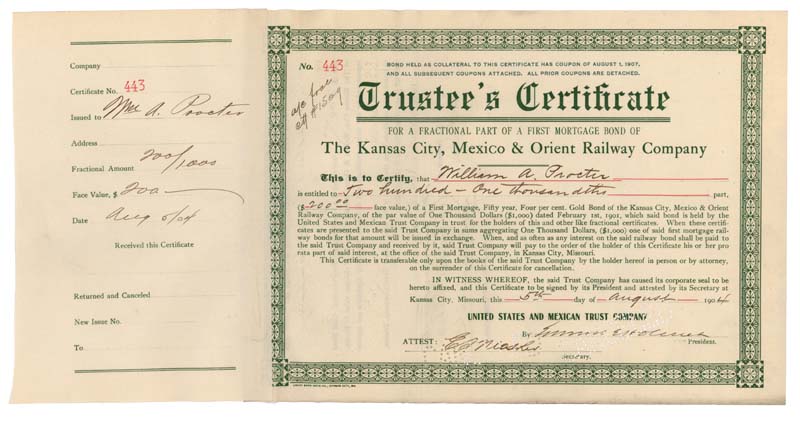 Company
Certificate No. 443
Issued to Wm A. Procter
Address
Fractional Amount 200/1000
Face Value, $ 200
Date Aug 5/04
Received this Certificate
Returned and Canceled
New Issue No.
To
No. 443
BOND HELD AS COLLATERAL TO THIS CERTIFICATE HAS COUPON OF AUGUST 1, 1907,
AND ALL SUBSEQUENT COUPONS ATTACHED. ALL PRIOR COUPONS ARE DETACHED.
Trustee's Certificate
FOR A FRACTIONAL PART OF A FIRST MORTGAGE BOND OF
The Kansas City, Mexico & Orient Railway Company
This is to Certify, that William A. Procter
is entitled to Two hundred - One thousandths part,
($200.00 face value,) of a First Mortgage, Fifty year, Four per cent. Gold Bond of the Kansas City, Mexico & Orient
Railway Company, of the par value of One Thousand Dollars ($1,000) dated February 1st, 1901, which said bond is held by the
United States and Mexican Trust Company in trust for the holders of this and other like fractional certificates. When these certifi-
cates are presented to the said Trust Company in sums aggregating One Thousand Dollars, ($1,000) one of said first mortgage rail-
way bonds for that amount will be issued in exchange. When, and as often as any interest on the said railway bond shall be paid to
the said Trust Company and received by it, said Trust Company will pay to the order of the holder of this Certificate his or her pro
rata part of said interest, at the office of the said Trust Company, in Kansas City, Missouri.
This Certificate is transferable only upon the books of the said Trust Company by the holder hereof in person or by attorney,
on the surrender of this Certificate for cancellation.
IN WITNESS WHEREOF, the said Trust Company has caused its corporate seal to be
hereto affixed, and this Certificate to be signed by its President and attested by its Secretary at
Kansas City, Missouri, this 5th day of August 1904
UNITED STATES AND MEXICAN TRUST COMPANY
By
President.
ATTEST:
Secretary.